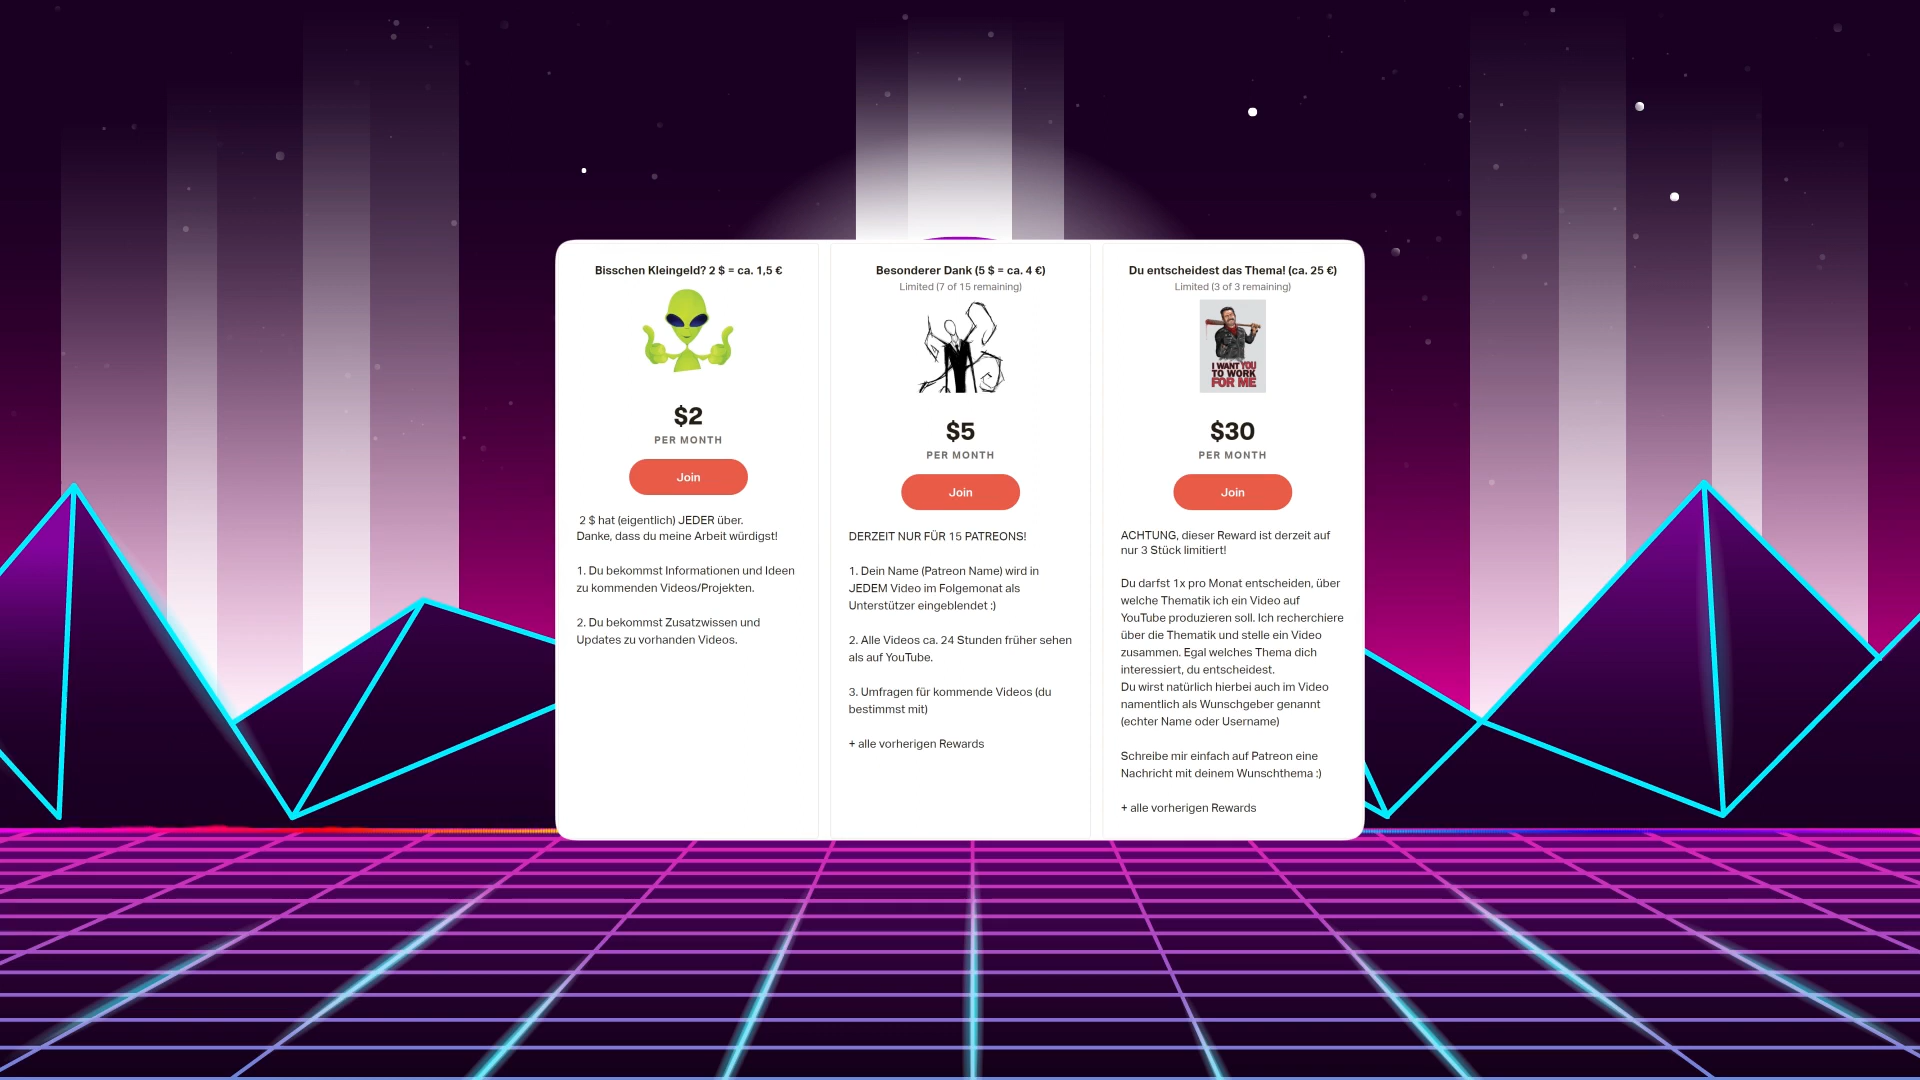 Bisschen Kleingeld? 2 $ = ca. 1,5 €
$2
PER MONTH
Join
2 $ hat (eigentlich) JEDER über.
Danke, dass du meine Arbeit würdigst!
1. Du bekommst Informationen und Ideen
zu kommenden Videos/Projekten.
2. Du bekommst Zusatzwissen und
Updates zu vorhanden Videos.
Besonderer Dank (5 $ = ca. 4 €)
Limited (7 of 15 remaining)
$5
PER MONTH
Join
DERZEIT NUR FÜR 15 PATREONS!
1. Dein Name (Patreon Name) wird in
JEDEM Video im Folgemonat als
Unterstützer eingeblendet :)
2. Alle Videos ca. 24 Stunden früher sehen
als auf YouTube.
3. Umfragen für kommende Videos (du
bestimmst mit)
+ alle vorherigen Rewards
Du entscheidest das Thema! (ca. 25 €)
Limited (3 of 3 remaining)
I WANT YOU
TO WORK
FOR ME
$30
PER MONTH
Join
ACHTUNG, dieser Reward ist derzeit auf
nur 3 Stück limitiert!
Du darfst 1x pro Monat entscheiden, über
welche Thematik ich ein Video auf
YouTube produzieren soll. Ich recherchiere
über die Thematik und stelle ein Video
zusammen. Egal welches Thema dich
interessiert, du entscheidest.
Du wirst natürlich hierbei auch im Video
namentlich als Wunschgeber genannt
(echter Name oder Username)
Schreibe mir einfach auf Patreon eine
Nachricht mit deinem Wunschthema :)
+ alle vorherigen Rewards